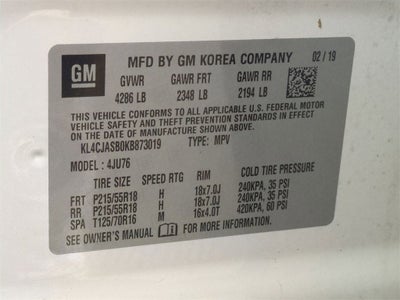 GM
MFD BY GM KOREA COMPANY 02 / 19
GVWR GAWR FRT GAWR RR
4286 LB 2348 LB 2194 LB
THIS VEHICLE CONFORMS TO ALL APPLICABLE U.S. FEDERAL MOTOR
VEHICLE SAFETY, BUMPER, AND THEFT PREVENTION STANDARDS IN
EFFECT ON THE DATE OF MANUFACTURE SHOWN ABOVE.
KL4CJASB0KB873019 TYPE: MPV
MODEL: 4JU76
TIRE SIZE SPEED RTG RIM COLD TIRE PRESSURE
FRT P215/55R18 H 18x7.0J 240KPA, 35 PSI
RR P215/55R18 H 18x7.0J 240KPA, 35 PSI
SPA T125/70R16 M 16x4.0T 420KPA, 60 PSI
SEE OWNER'S MANUAL FOR MORE INFORMATION.